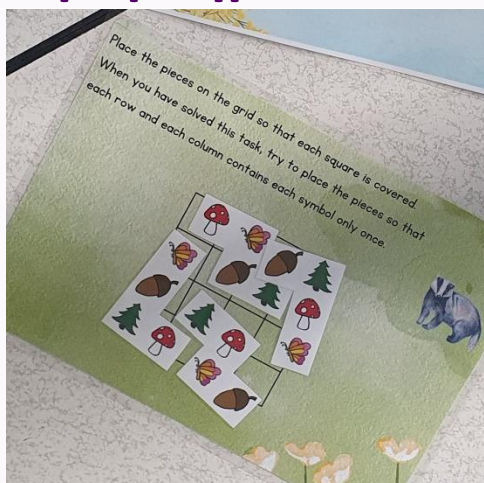 Place the pieces on the grid so that each square is covered.
When you have solved this task, try to place the pieces so that
each row and each column contains each symbol only once.